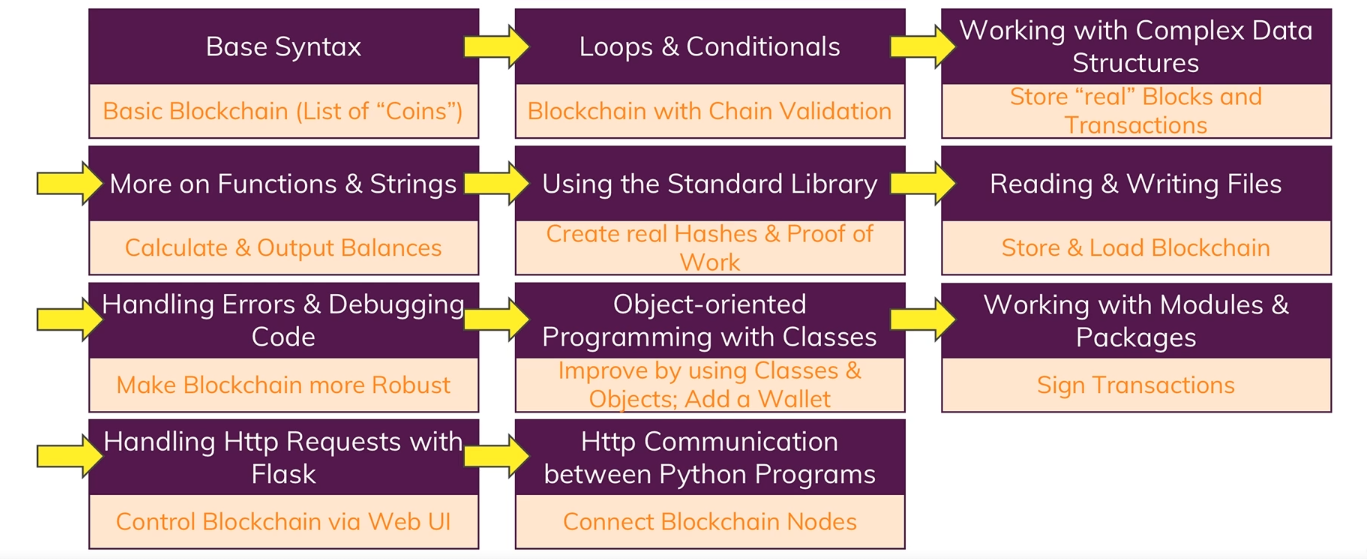 Base Syntax
Basic Blockchain (List of “Coins”)
Loops & Conditionals
Blockchain with Chain Validation
Working with Complex Data
Structures
Store “real” Blocks and
Transactions
More on Functions & Strings
Calculate & Output Balances
Using the Standard Library
Create real Hashes & Proof of
Work
Reading & Writing Files
Store & Load Blockchain
Handling Errors & Debugging
Code
Make Blockchain more Robust
Object-oriented
Programming with Classes
Improve by using Classes &
Objects; Add a Wallet
Working with Modules &
Packages
Sign Transactions
Handling Http Requests with
Flask
Control Blockchain via Web UI
Http Communication
between Python Programs
Connect Blockchain Nodes